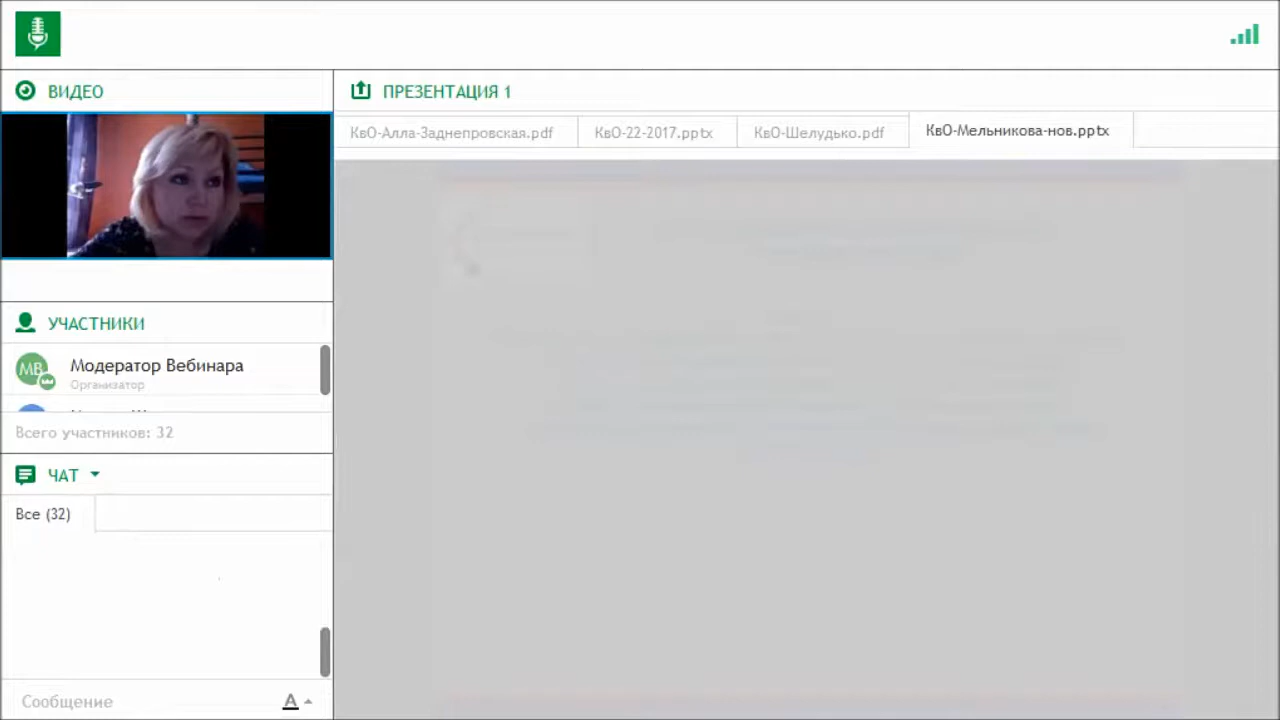 ВИДЕО
ПРЕЗЕНТАЦИЯ 1
КвО-Алла-Заднепровская.pdf
КвО-22-2017.pptx
КвО-Шелудько.pdf
КвО-Мельникова-нов.pptx
УЧАСТНИКИ
МВ
Модератор Вебинара
Организатор
Всего участников: 32
ЧАТ
Все (32)
Сообщение
A